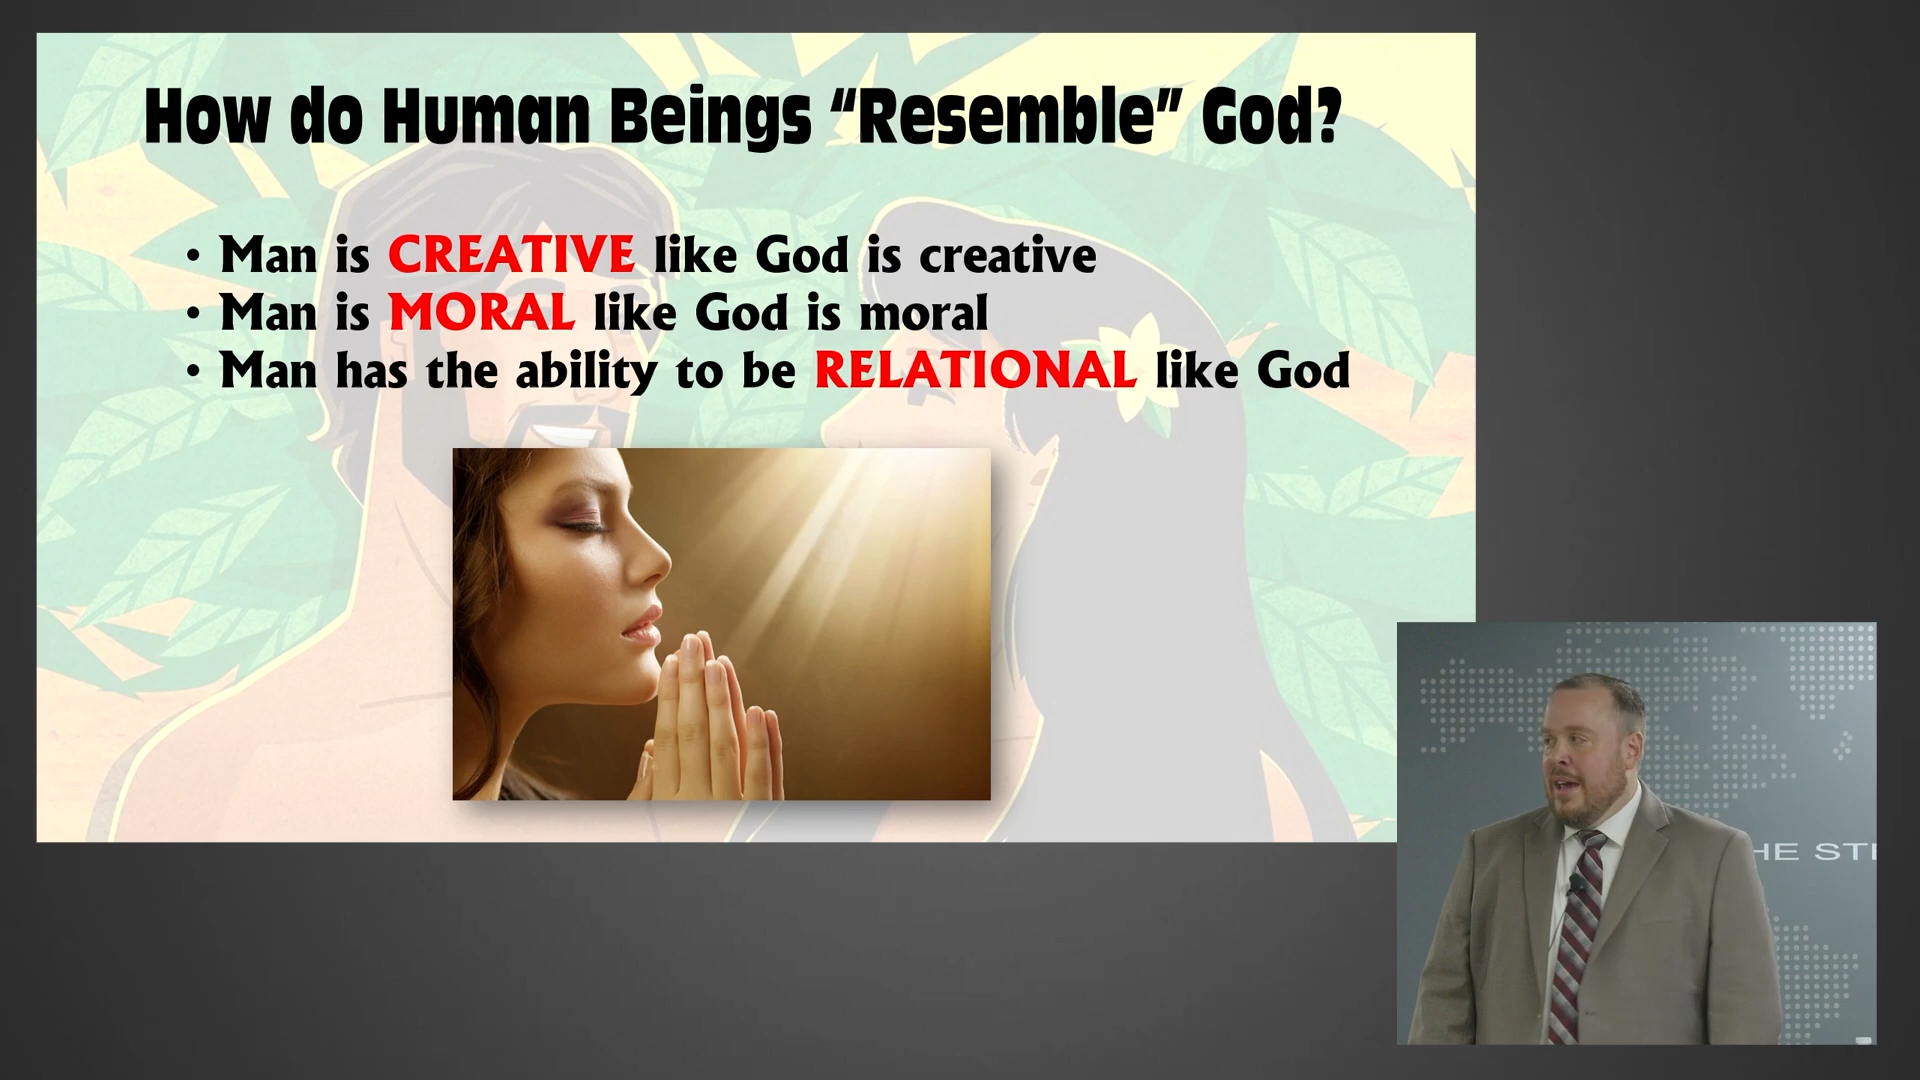 How do Human Beings “Resemble” God?
• Man is CREATIVE like God is creative
• Man is MORAL like God is moral
• Man has the ability to be RELATIONAL like God
HE ST